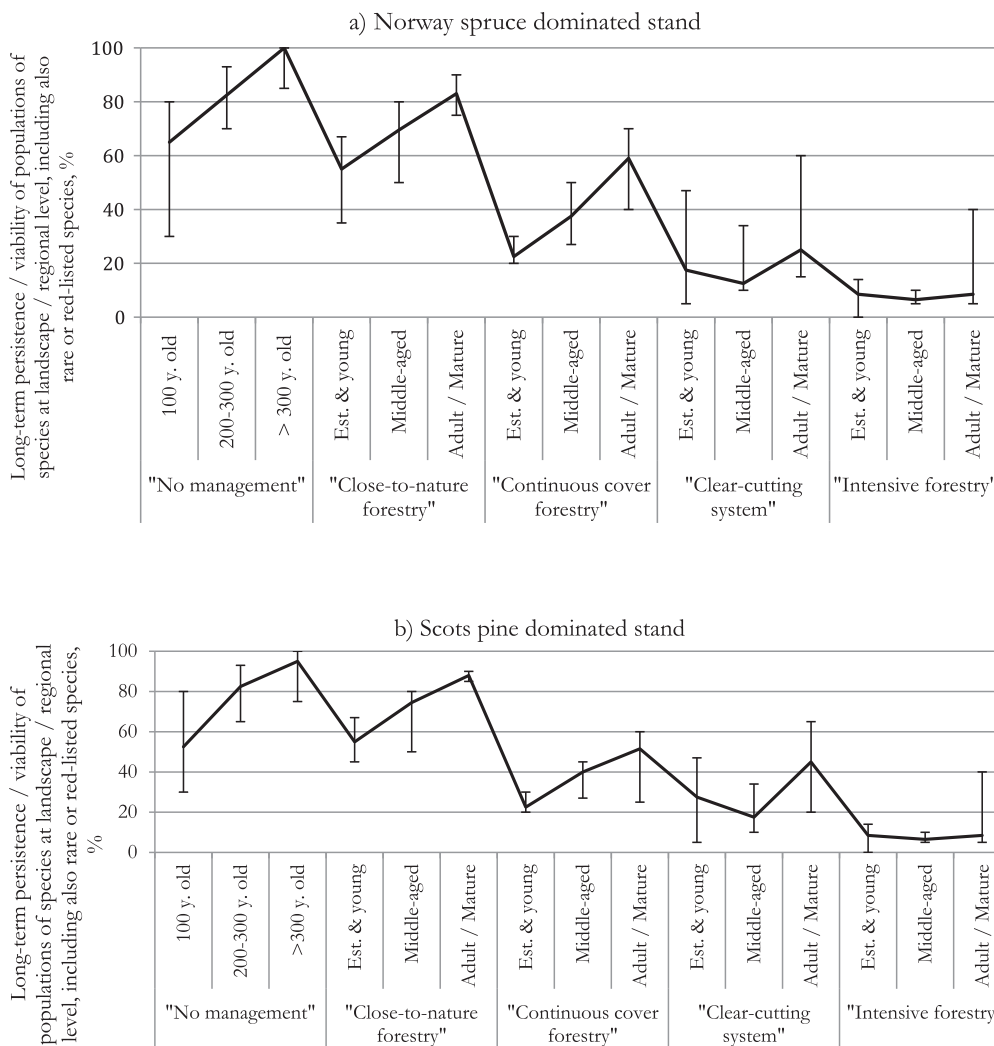 a) Norway spruce dominated stand
Long-term persistence / viability of populations of
species at landscape / regional level, including also
rare or red-listed species, %
100
80
60
40
20
0
100 y. old
200-300 y. old
> 300 y. old
Est. & young
Middle-aged
Adult / Mature
Est. & young
Middle-aged
Adult / Mature
Est. & young
Middle-aged
Adult / Mature
Est. & young
Middle-aged
Adult / Mature
"No management"
"Close-to-nature
forestry"
"Continuous cover
forestry"
"Clear-cutting
system"
"Intensive forestry"
b) Scots pine dominated stand
Long-term persistence / viability of
population of species at landscape / regional
level, including also rare or red-listed species,
%
100
80
60
40
20
0
100 y. old
200-300 y. old
>300 y. old
Est. & young
Middle-aged
Adult / Mature
Est. & young
Middle-aged
Adult / Mature
Est. & young
Middle-aged
Adult / Mature
Est. & young
Middle-aged
Adult / Mature
"No management"
"Close-to-nature
forestry"
"Continuous cover
forestry"
"Clear-cutting
system"
"Intensive forestry